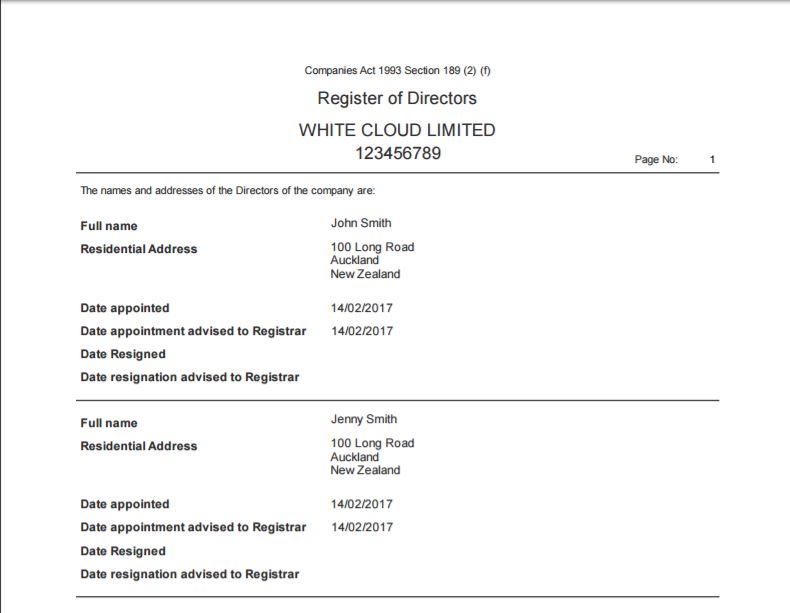 Companies Act 1993 Section 189 (2) (f)
Register of Directors
WHITE CLOUD LIMITED
123456789
Page No: 1
The names and addresses of the Directors of the company are:
Full name John Smith
Residential Address 100 Long Road
Auckland
New Zealand
Date appointed 14/02/2017
Date appointment advised to Registrar 14/02/2017
Date Resigned
Date resignation advised to Registrar
Full name Jenny Smith
Residential Address 100 Long Road
Auckland
New Zealand
Date appointed 14/02/2017
Date appointment advised to Registrar 14/02/2017
Date Resigned
Date resignation advised to Registrar